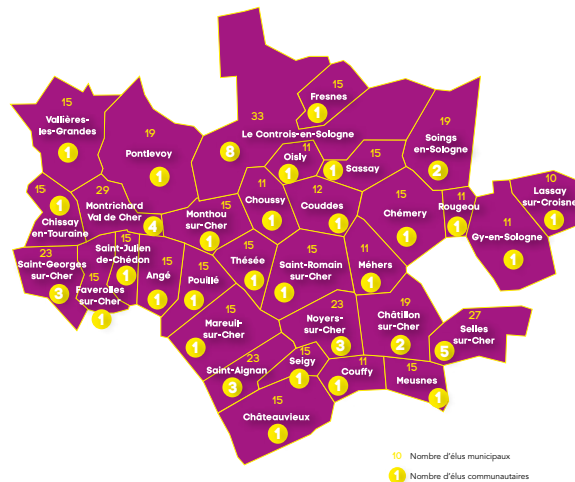 15
Fresnes
1
15
Vallières-
les-Grandes
1
33
Le Controis-en-Sologne
8
19
Pontlevoy
1
19
Soings
en-Sologne
2
11
Oisly
1
15
Sassay
1
10
Lassay
sur-Croisne
1
15
1
Chissay
en-Touraine
29
Montrichard
Val de Cher
4
15
Monthou
sur-Cher
1
11
Choussy
1
12
Couddes
1
15
Chémery
1
11
Rougeau
1
11
Gy-en-Sologne
1
23
Saint-Georges
sur-Cher
3
15
Faverolles
sur-Cher
1
15
Saint-Julien
de-Chédon
1
15
Angé
1
15
Pouillé
1
15
Thésée
1
15
Saint-Romain
sur-Cher
1
11
Méhers
1
15
Mareuil-
sur-Cher
1
23
Noyers-
sur-Cher
3
19
Châtillon
sur-Cher
2
27
Selles
sur-Cher
5
23
Saint-Aignan
3
15
Seigy
1
11
Couffy
1
15
Meusnes
1
15
Châteauvieux
1
10 Nombre d'élus municipaux
1 Nombre d'élus communautaires